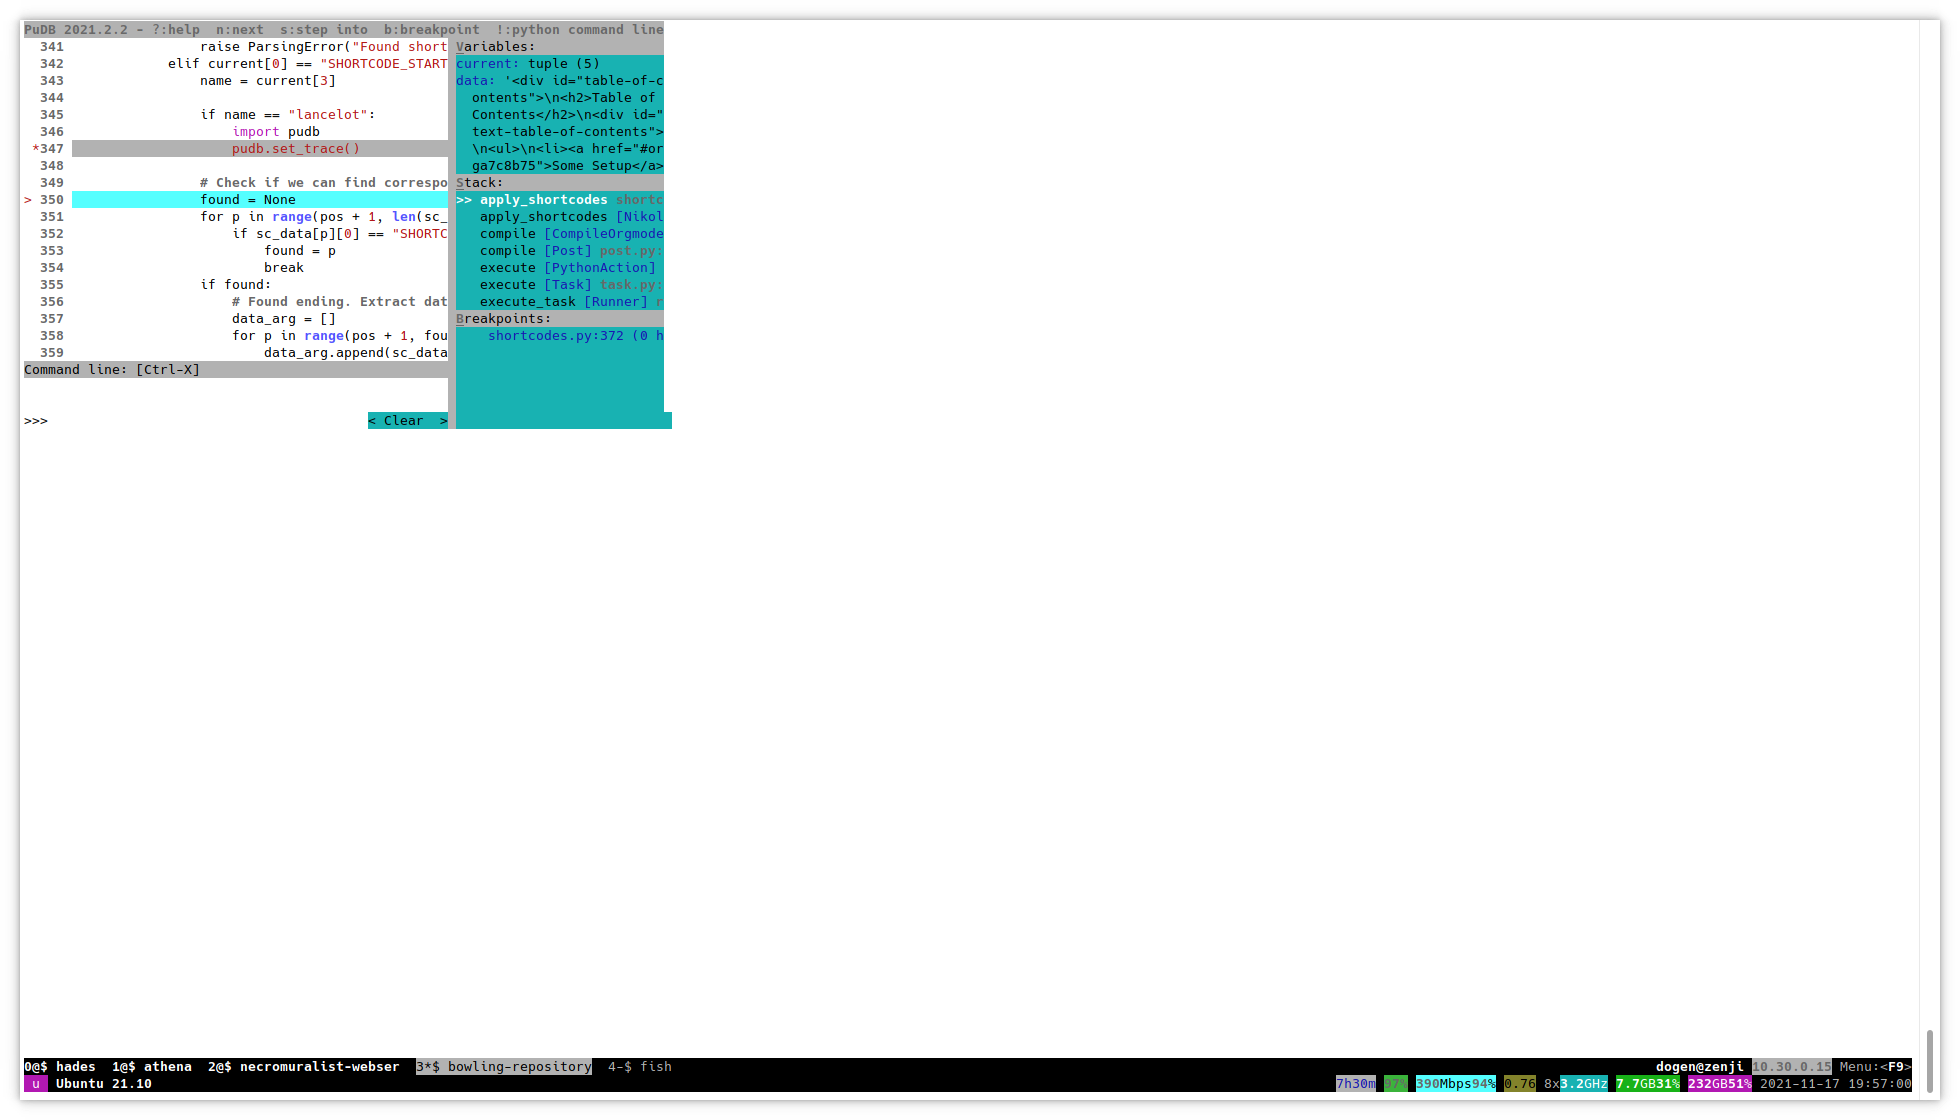 PuDB 2021.2.2 - ?:help  n:next  s:step into  b:breakpoint  !:python command line
341                 raise ParsingError("Found short
342             elif current[0] == "SHORTCODE_START
343                 name = current[3]
344
345                 if name == "lancelot":
346                     import pudb
*347                     pudb.set_trace()
348
349                 # Check if we can find correspo
> 350                 found = None
351                 for p in range(pos + 1, len(sc_
352                     if sc_data[p][0] == "SHORTC
353                         found = p
354                         break
355                 if found:
356                     # Found ending. Extract dat
357                     data_arg = []
358                     for p in range(pos + 1, fou
359                         data_arg.append(sc_data
Command line: [Ctrl-X]
>>>
< Clear  >
Variables:
current: tuple (5)
data: '<div id="table-of-c
ontents">\n<h2>Table of
Contents</h2>\n<div id="
text-table-of-contents">
\n<ul>\n<li><a href="#or
ga7c8b75">Some Setup</a>
Stack:
>> apply_shortcodes shortc
apply_shortcodes [Nikol
compile [CompileOrgmode
compile [Post] post.py:
execute [PythonAction]
execute [Task] task.py:
execute_task [Runner] r
Breakpoints:
shortcodes.py:372 (0 h
0@$ hades  1@$ athena  2@$ necromuralist-webser  3*$ bowling-repository  4-$ fish
dogen@zenji 10.30.0.15 Menu:<F9>
u  Ubuntu 21.10
7h30m 97% 390Mbps94% 0.76 8x3.2GHz 7.7GB31% 232GB51% 2021-11-17 19:57:00